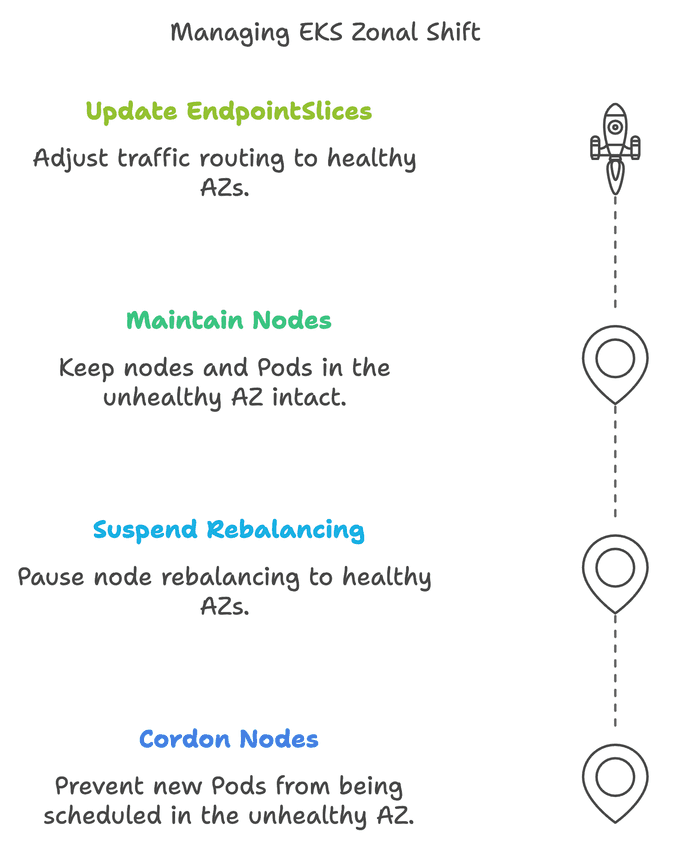 Managing EKS Zonal Shift
Update EndpointSlices
Adjust traffic routing to healthy
AZs.
Maintain Nodes
Keep nodes and Pods in the
unhealthy AZ intact.
Suspend Rebalancing
Pause node rebalancing to healthy
AZs.
Cordon Nodes
Prevent new Pods from being
scheduled in the unhealthy AZ.